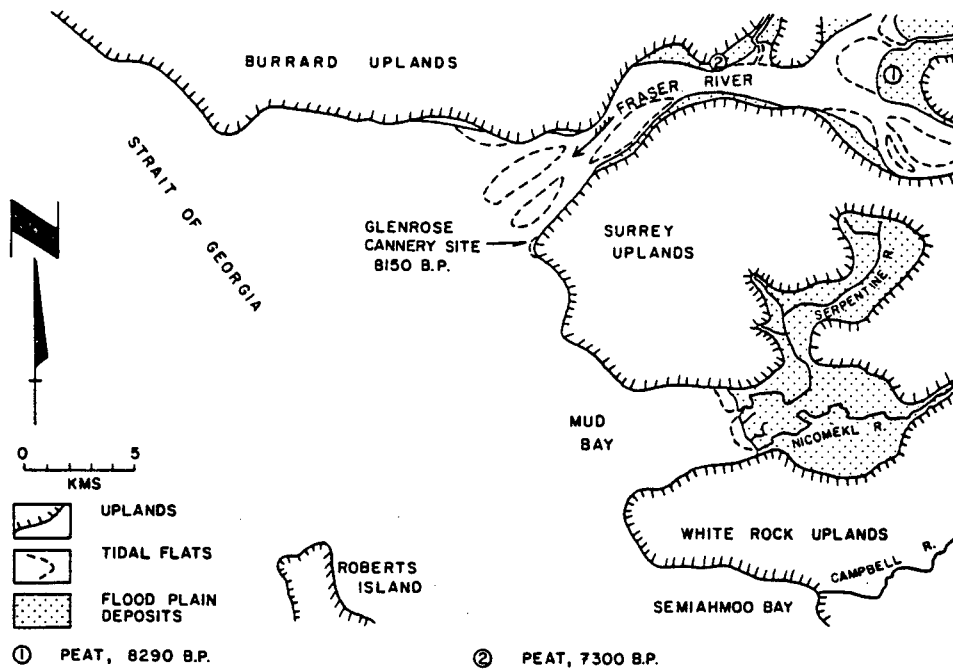 BURRARD UPLANDS
②
①
FRASER RIVER
STRAIT OF GEORGIA
GLENROSE
CANNERY SITE
8150 B.P.
SURREY
UPLANDS
SERPENTINE R.
MUD
BAY
NICOMEKL R.
0 5
KMS
UPLANDS
TIDAL FLATS
FLOOD PLAIN
DEPOSITS
ROBERTS
ISLAND
WHITE ROCK UPLANDS
CAMPBELL R.
SEMIAHMOO BAY
① PEAT, 8290 B.P.
② PEAT, 7300 B.P.